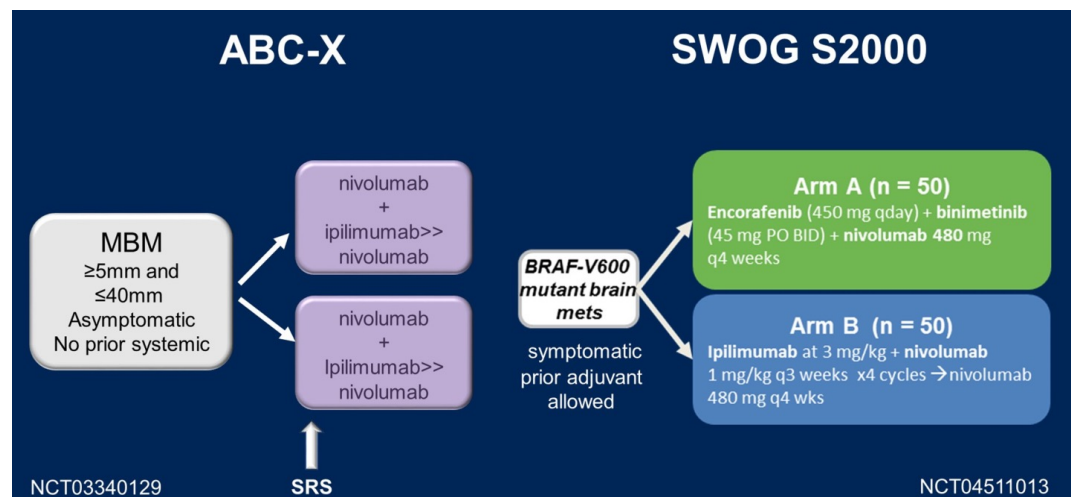 ABC-X
MBM
≥5mm and
≤40mm
Asymptomatic
No prior systemic
nivolumab
+
ipilimumab>>
nivolumab
nivolumab
+
Ipilimumab>>
nivolumab
SRS
NCT03340129
SWOG S2000
BRAF-V600
mutant brain
mets
symptomatic
prior adjuvant
allowed
Arm A (n = 50)
Encorafenib (450 mg qday) + binimetinib
(45 mg PO BID) + nivolumab 480 mg
q4 weeks
Arm B (n = 50)
Ipilimumab at 3 mg/kg + nivolumab
1 mg/kg q3 weeks x4 cycles →nivolumab
480 mg q4 wks
NCT04511013